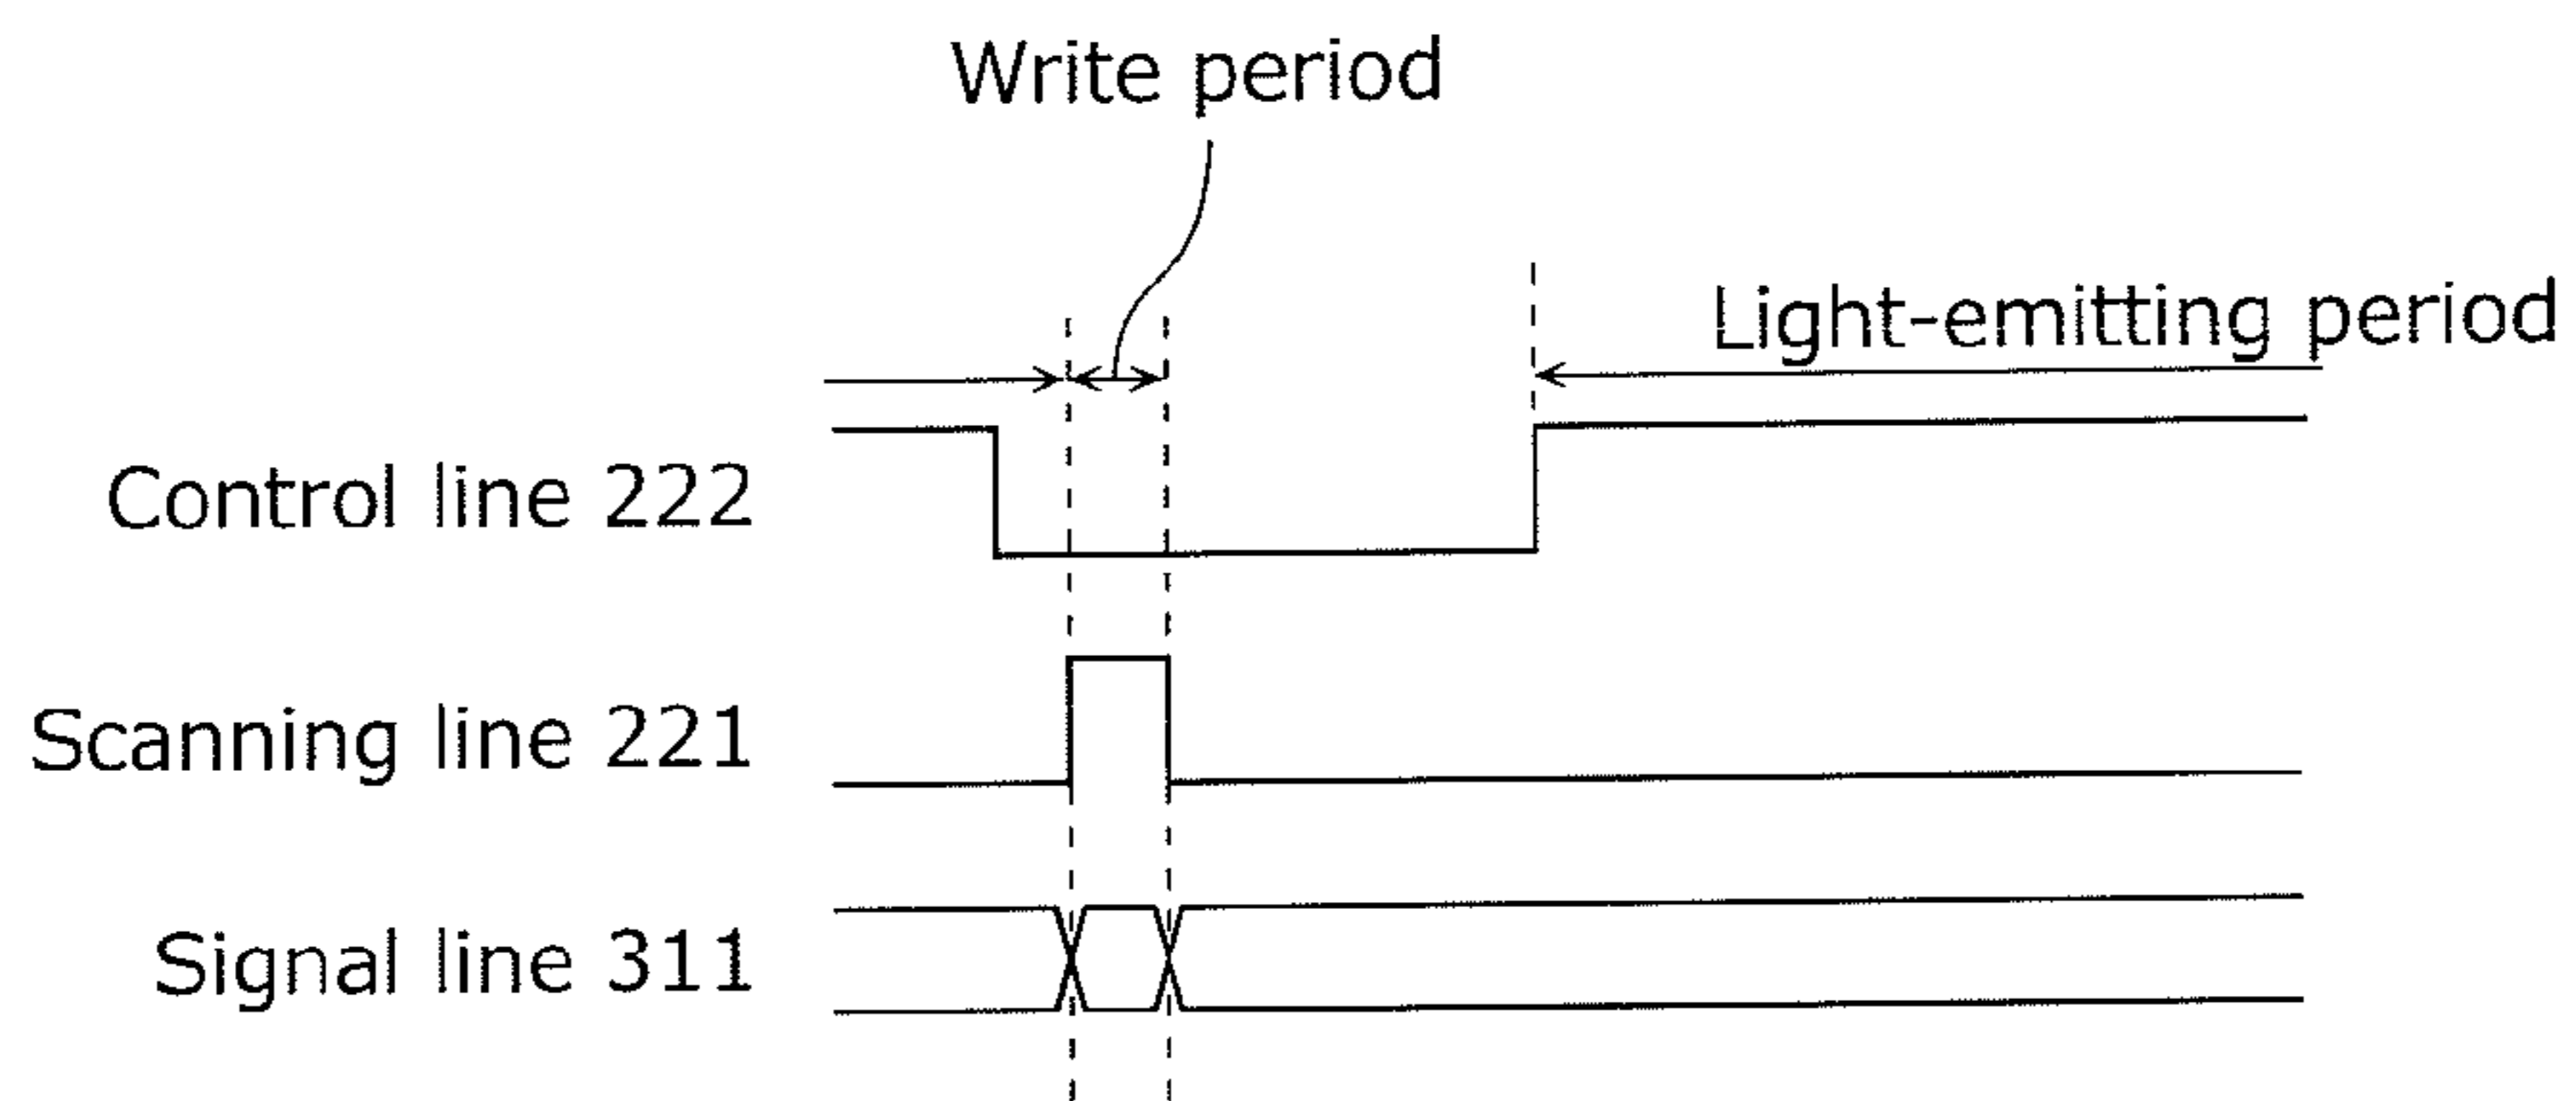 Write period
Light-emitting period
Control line 222
Scanning line 221
Signal line 311